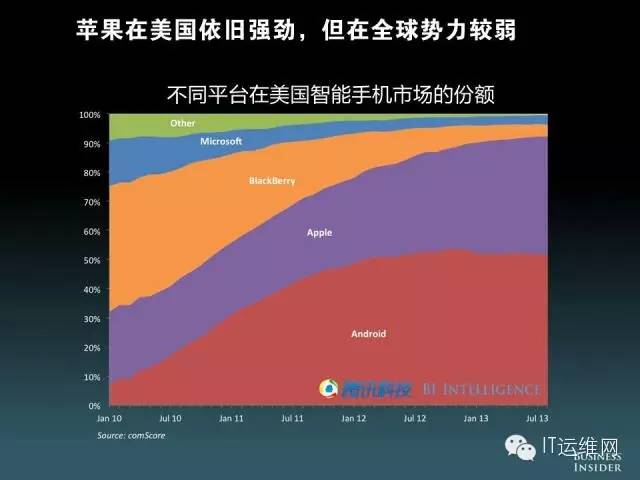 苹果在美国依旧强劲，但在全球势力较弱
不同平台在美国智能手机市场的份额
100%
90%
80%
70%
60%
50%
40%
30%
20%
10%
0%
Other
Microsoft
BlackBerry
Apple
Android
腾讯科技 BI INTELLIGENCE
Jan 10 Jul 10 Jan 11 Jul 11 Jan 12 Jul 12 Jan 13 Jul 13
Source: comScore
IT运维网
BUSINESS
INSIDER